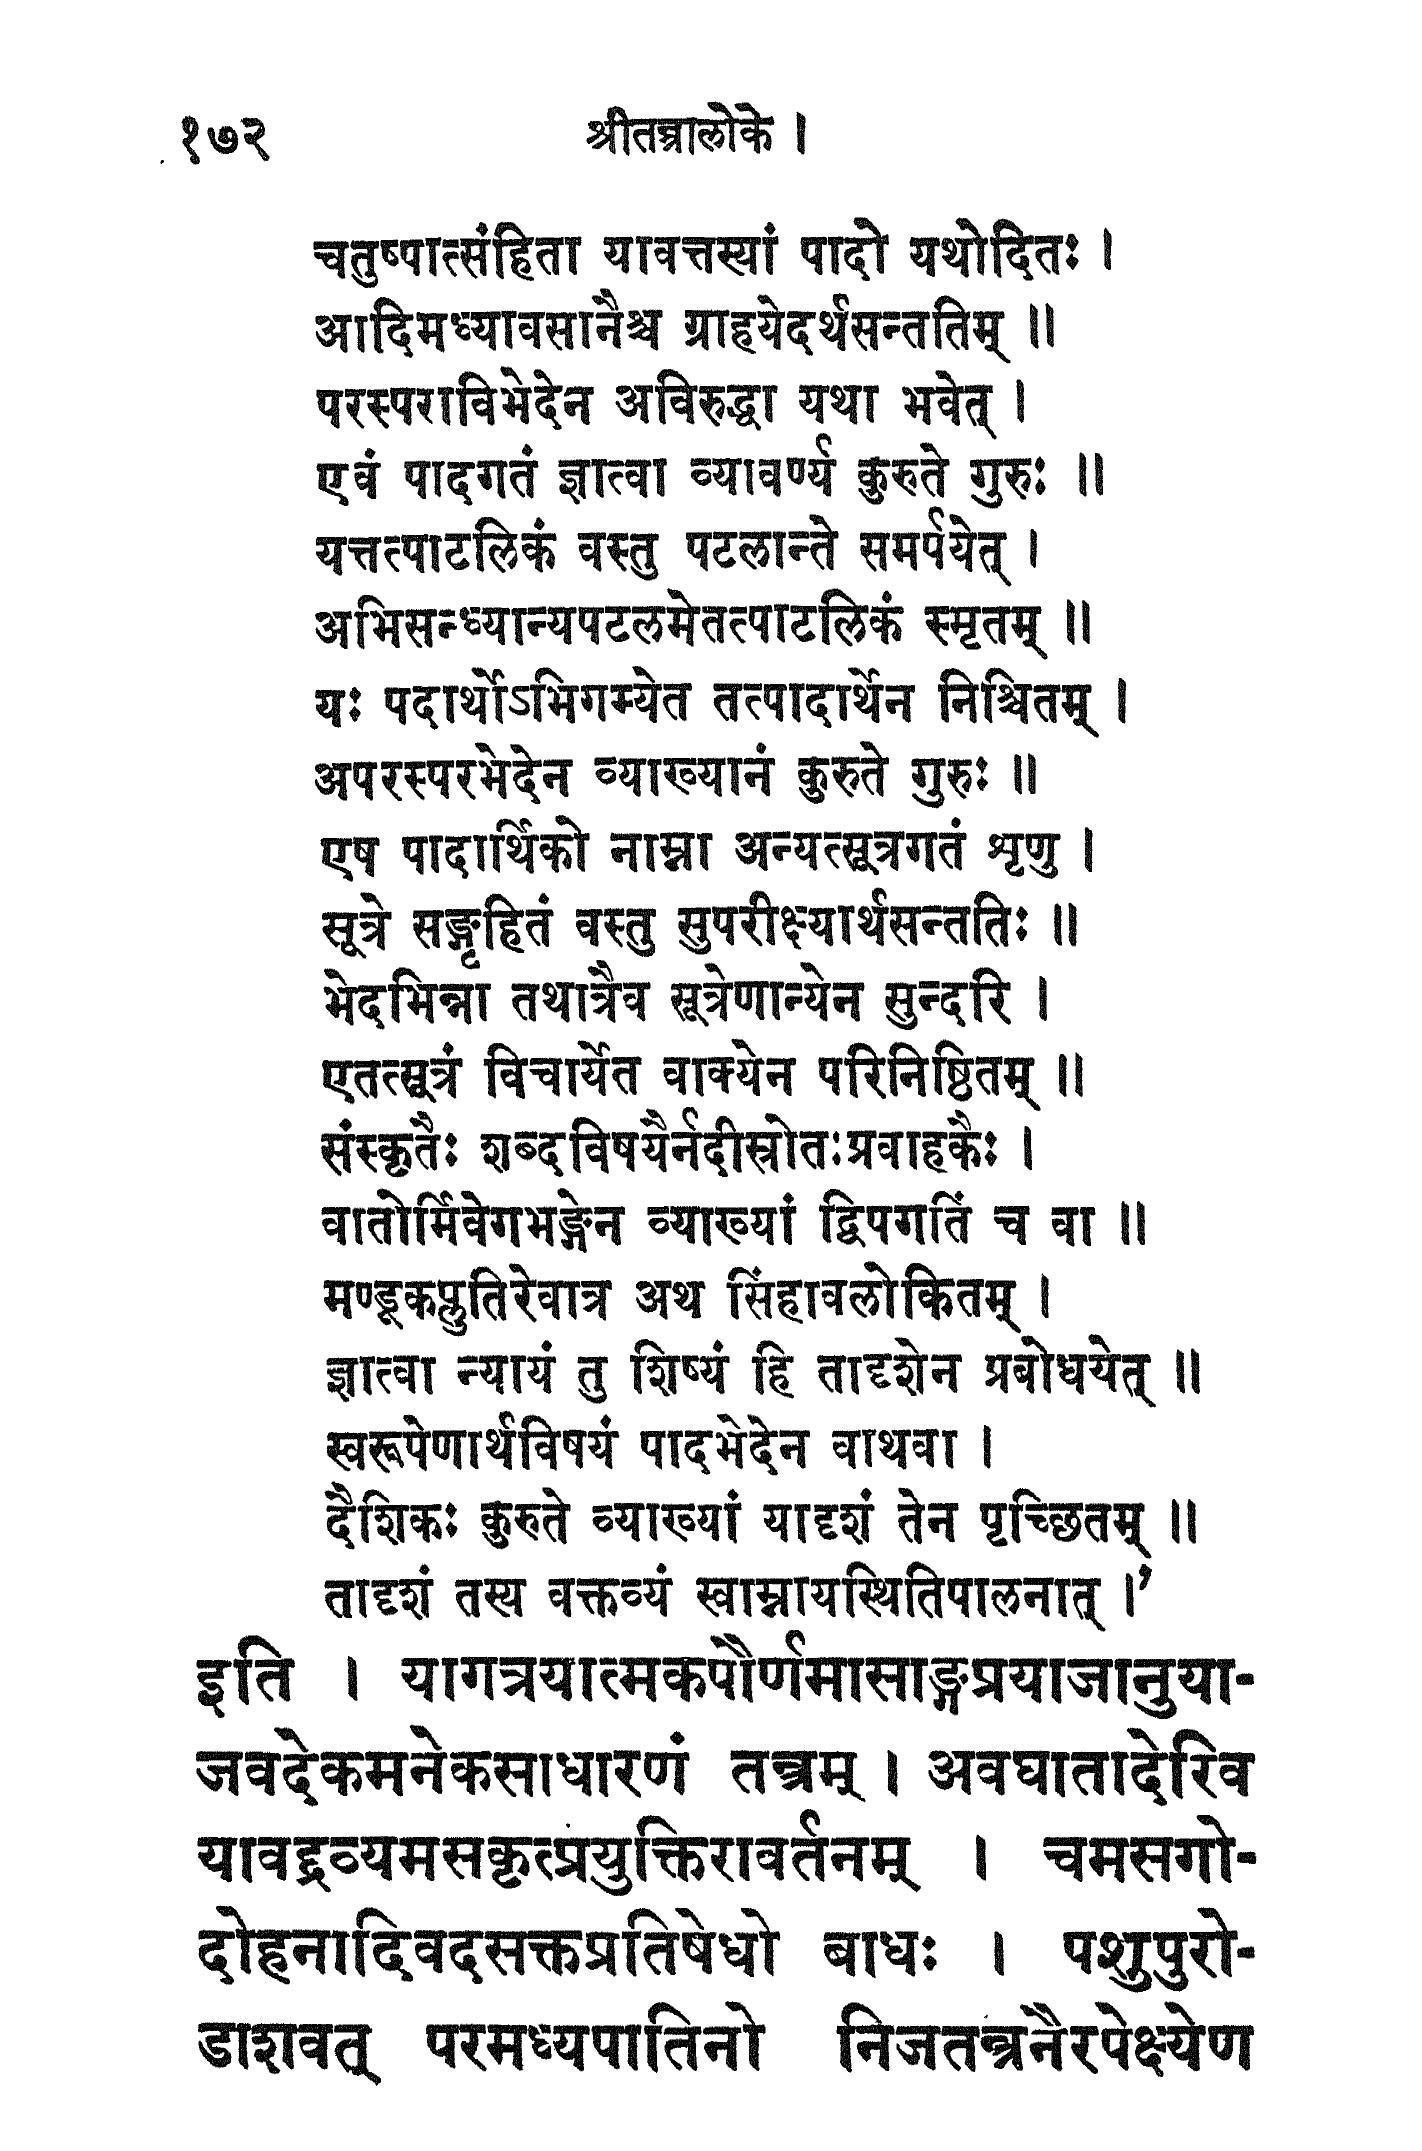 १७२ श्रीतन्त्रालोके ।
चतुष्पात्संहिता यावत्तस्यां पादो यथोदितः ।
आदिमध्यावसानैश्च ग्राहयेदर्थसन्ततिम् ॥
परस्पराविभेदेन अविरुद्धा यथा भवेत् ।
एवं पादगतं ज्ञात्वा व्यावर्ण्य कुरुते गुरुः ॥
यत्तत्पाटलिकं वस्तु पटलान्ते समर्पयेत् ।
अभिसन्ध्यान्यपटलमेतत्पाटलिकं स्मृतम् ॥
यः पदार्थोऽभिगम्येत तत्पादार्थेन निश्चितम् ।
अपरस्परभेदेन व्याख्यानं कुरुते गुरुः ॥
एष पादार्थिको नाम्ना अन्यत्सूत्रगतं शृणु ।
सूत्रे सङ्गृहितं वस्तु सुपरीक्ष्यार्थसन्ततिः ॥
भेदभिन्ना तथात्रैव सूत्रेणान्येन सुन्दरि ।
एतत्सूत्रं विचार्येत वाक्येन परिनिष्ठितम् ॥
संस्कृतैः शब्दविषयैर्नदीस्रोतःप्रवाहकैः ।
वातोर्मिवेगभङ्गेन व्याख्यां द्विपगतिं च वा ॥
मण्डूकप्लुतिरेवात्र अथ सिंहावलोकितम् ।
ज्ञात्वा न्यायं तु शिष्यं हि तादृशेन प्रबोधयेत् ॥
स्वरूपेणार्थविषयं पादभेदेन वाथवा ।
दैशिकः कुरुते व्याख्यां यादृशं तेन पृच्छितम् ॥
तादृशं तस्य वक्तव्यं स्वाम्नायस्थितिपालनात् ।'
इति । यागत्रयात्मकपौर्णमासाङ्गप्रयाजानुया-
जवदेकमनेकसाधारणं तन्त्रम् । अवघातादेरिव
यावद्द्रव्यमसकृत्प्रयुक्तिरावर्तनम् । चमसगो-
दोहनादिवदसक्तप्रतिषेधो बाधः । पशुपुरो-
डाशवत् परमध्यपातिनो निजतन्त्रनैरपेक्ष्येण